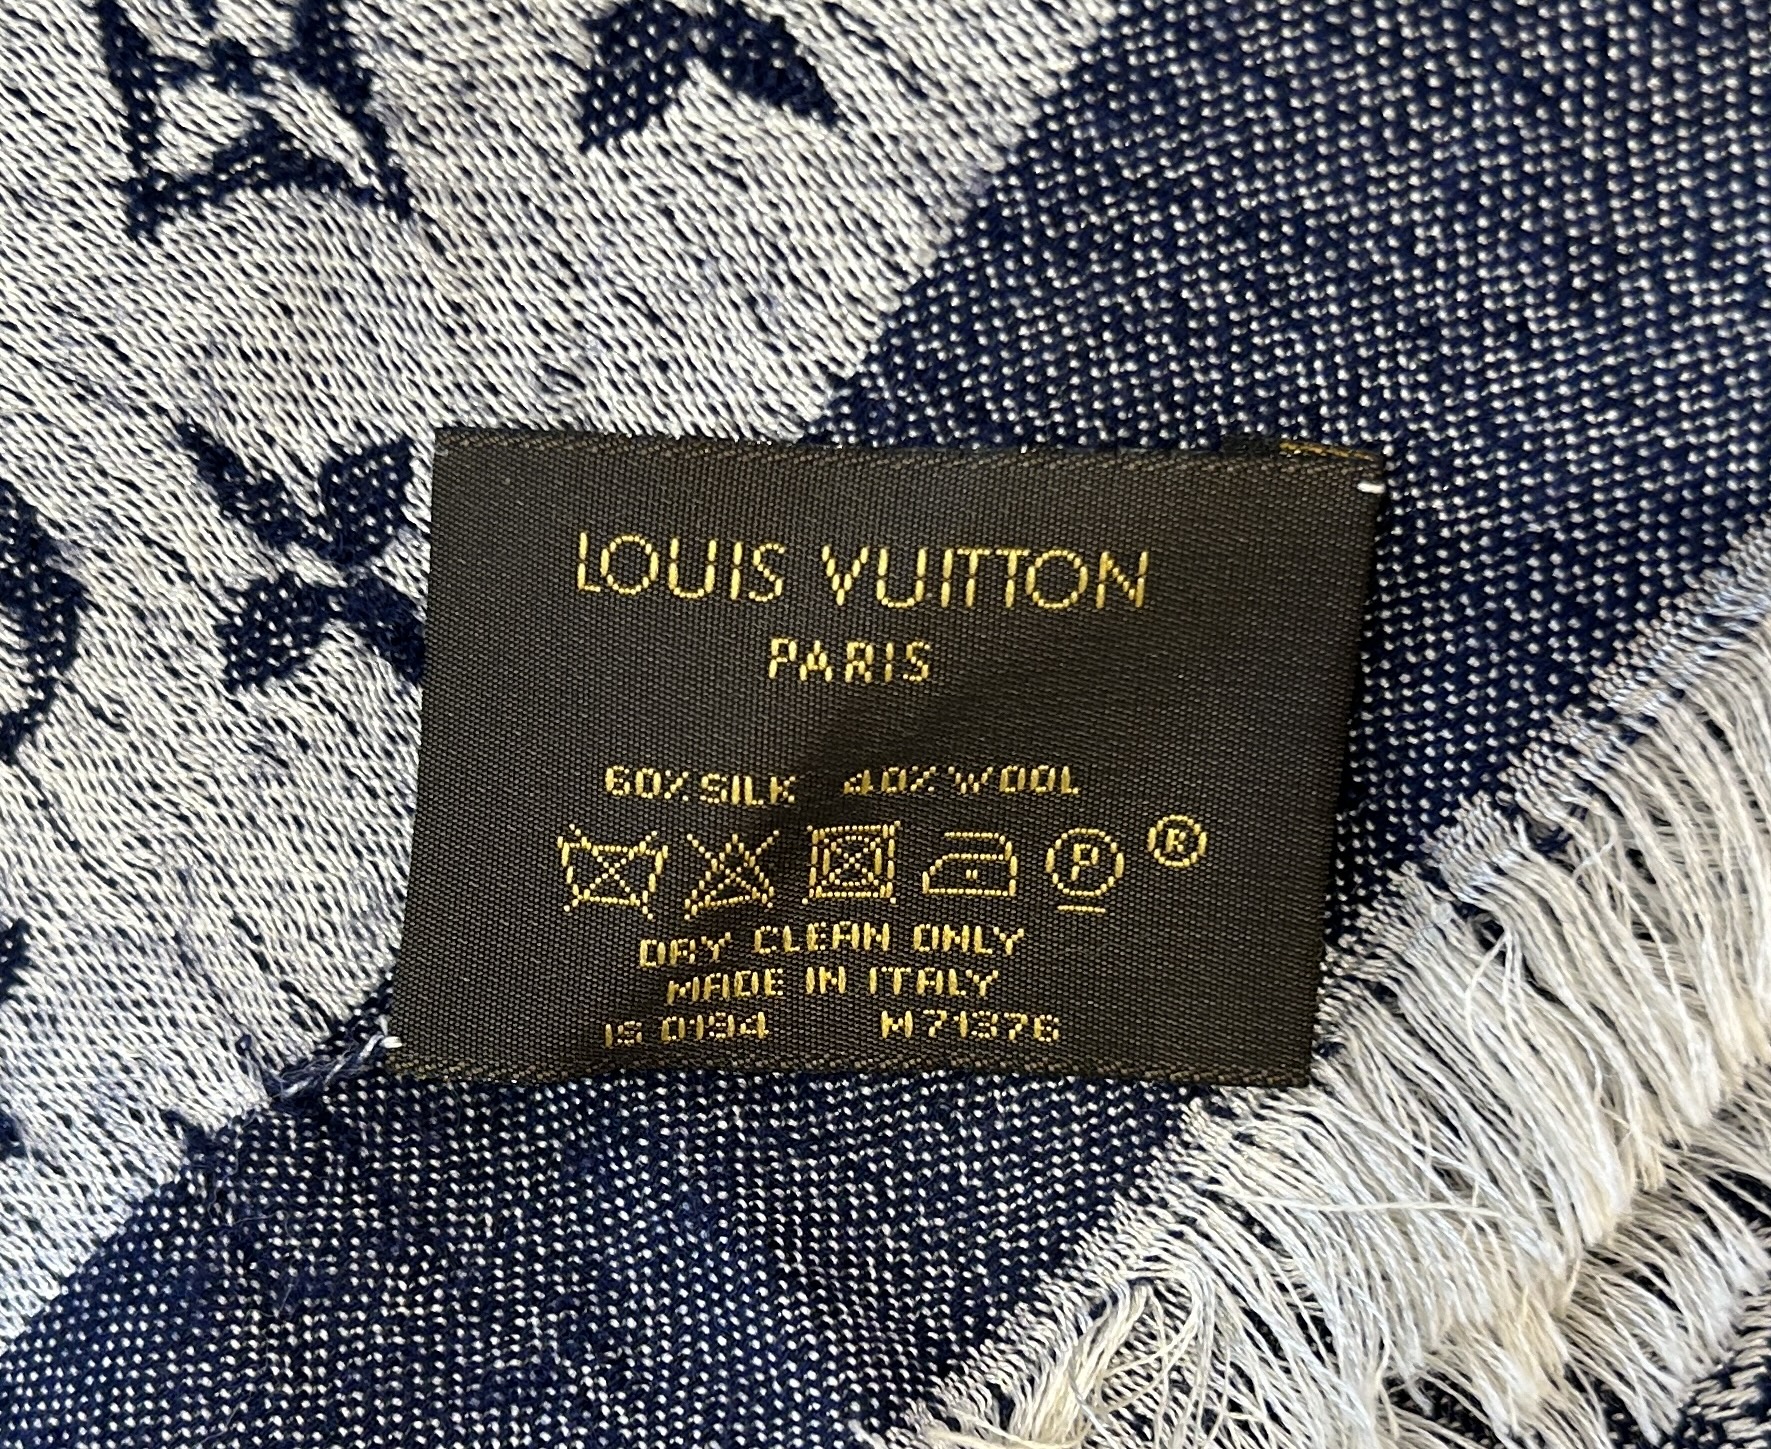 LOUIS VUITTON
PARIS
60% SILK 40% WOOL
P ®
DRY CLEAN ONLY
MADE IN ITALY
IS 0194 M71376